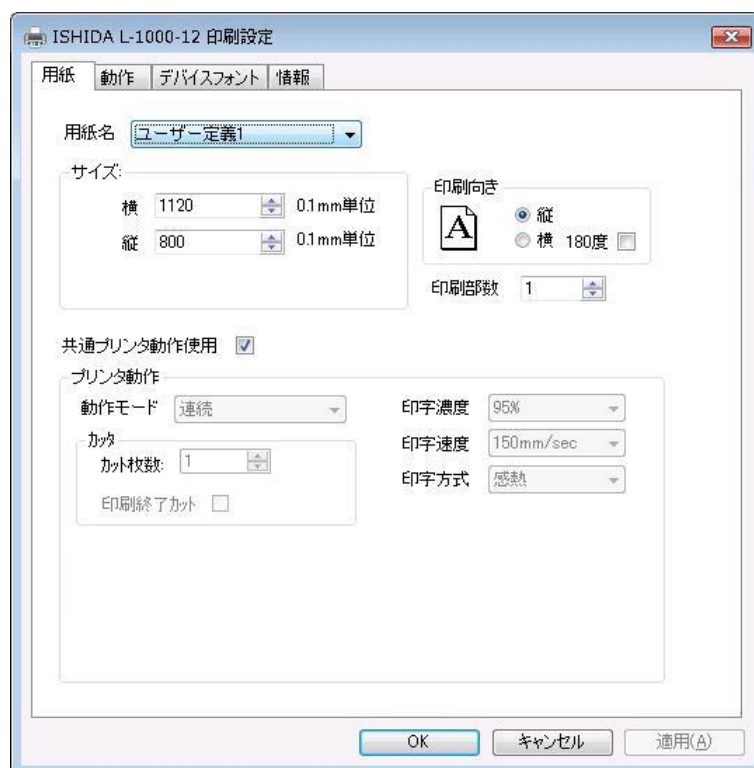 ISHIDA L-1000-12 印刷設定
用紙 動作 デバイスフォント 情報
用紙名 ユーザー定義1
サイズ:
横 1120 0.1mm単位
縦 800 0.1mm単位
印刷向き
A
縦
横 180度
印刷部数 1
共通プリンタ動作使用
プリンタ動作
動作モード 連続
カッタ
カット枚数: 1
印刷終了カット
印字濃度 95%
印字速度 150mm/sec
印字方式 感熱
OK キャンセル 適用(A)